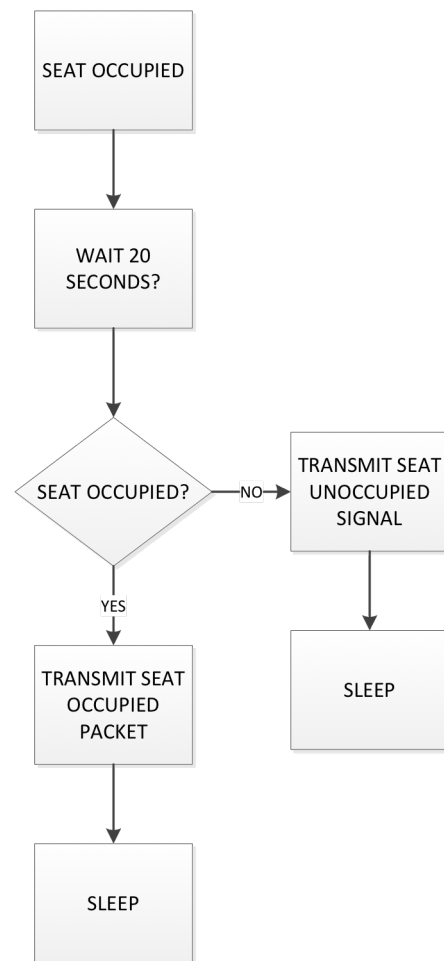 SEAT OCCUPIED
WAIT 20
SECONDS?
SEAT OCCUPIED?
NO
TRANSMIT SEAT
UNOCCUPIED
SIGNAL
YES
TRANSMIT SEAT
OCCUPIED
PACKET
SLEEP
SLEEP